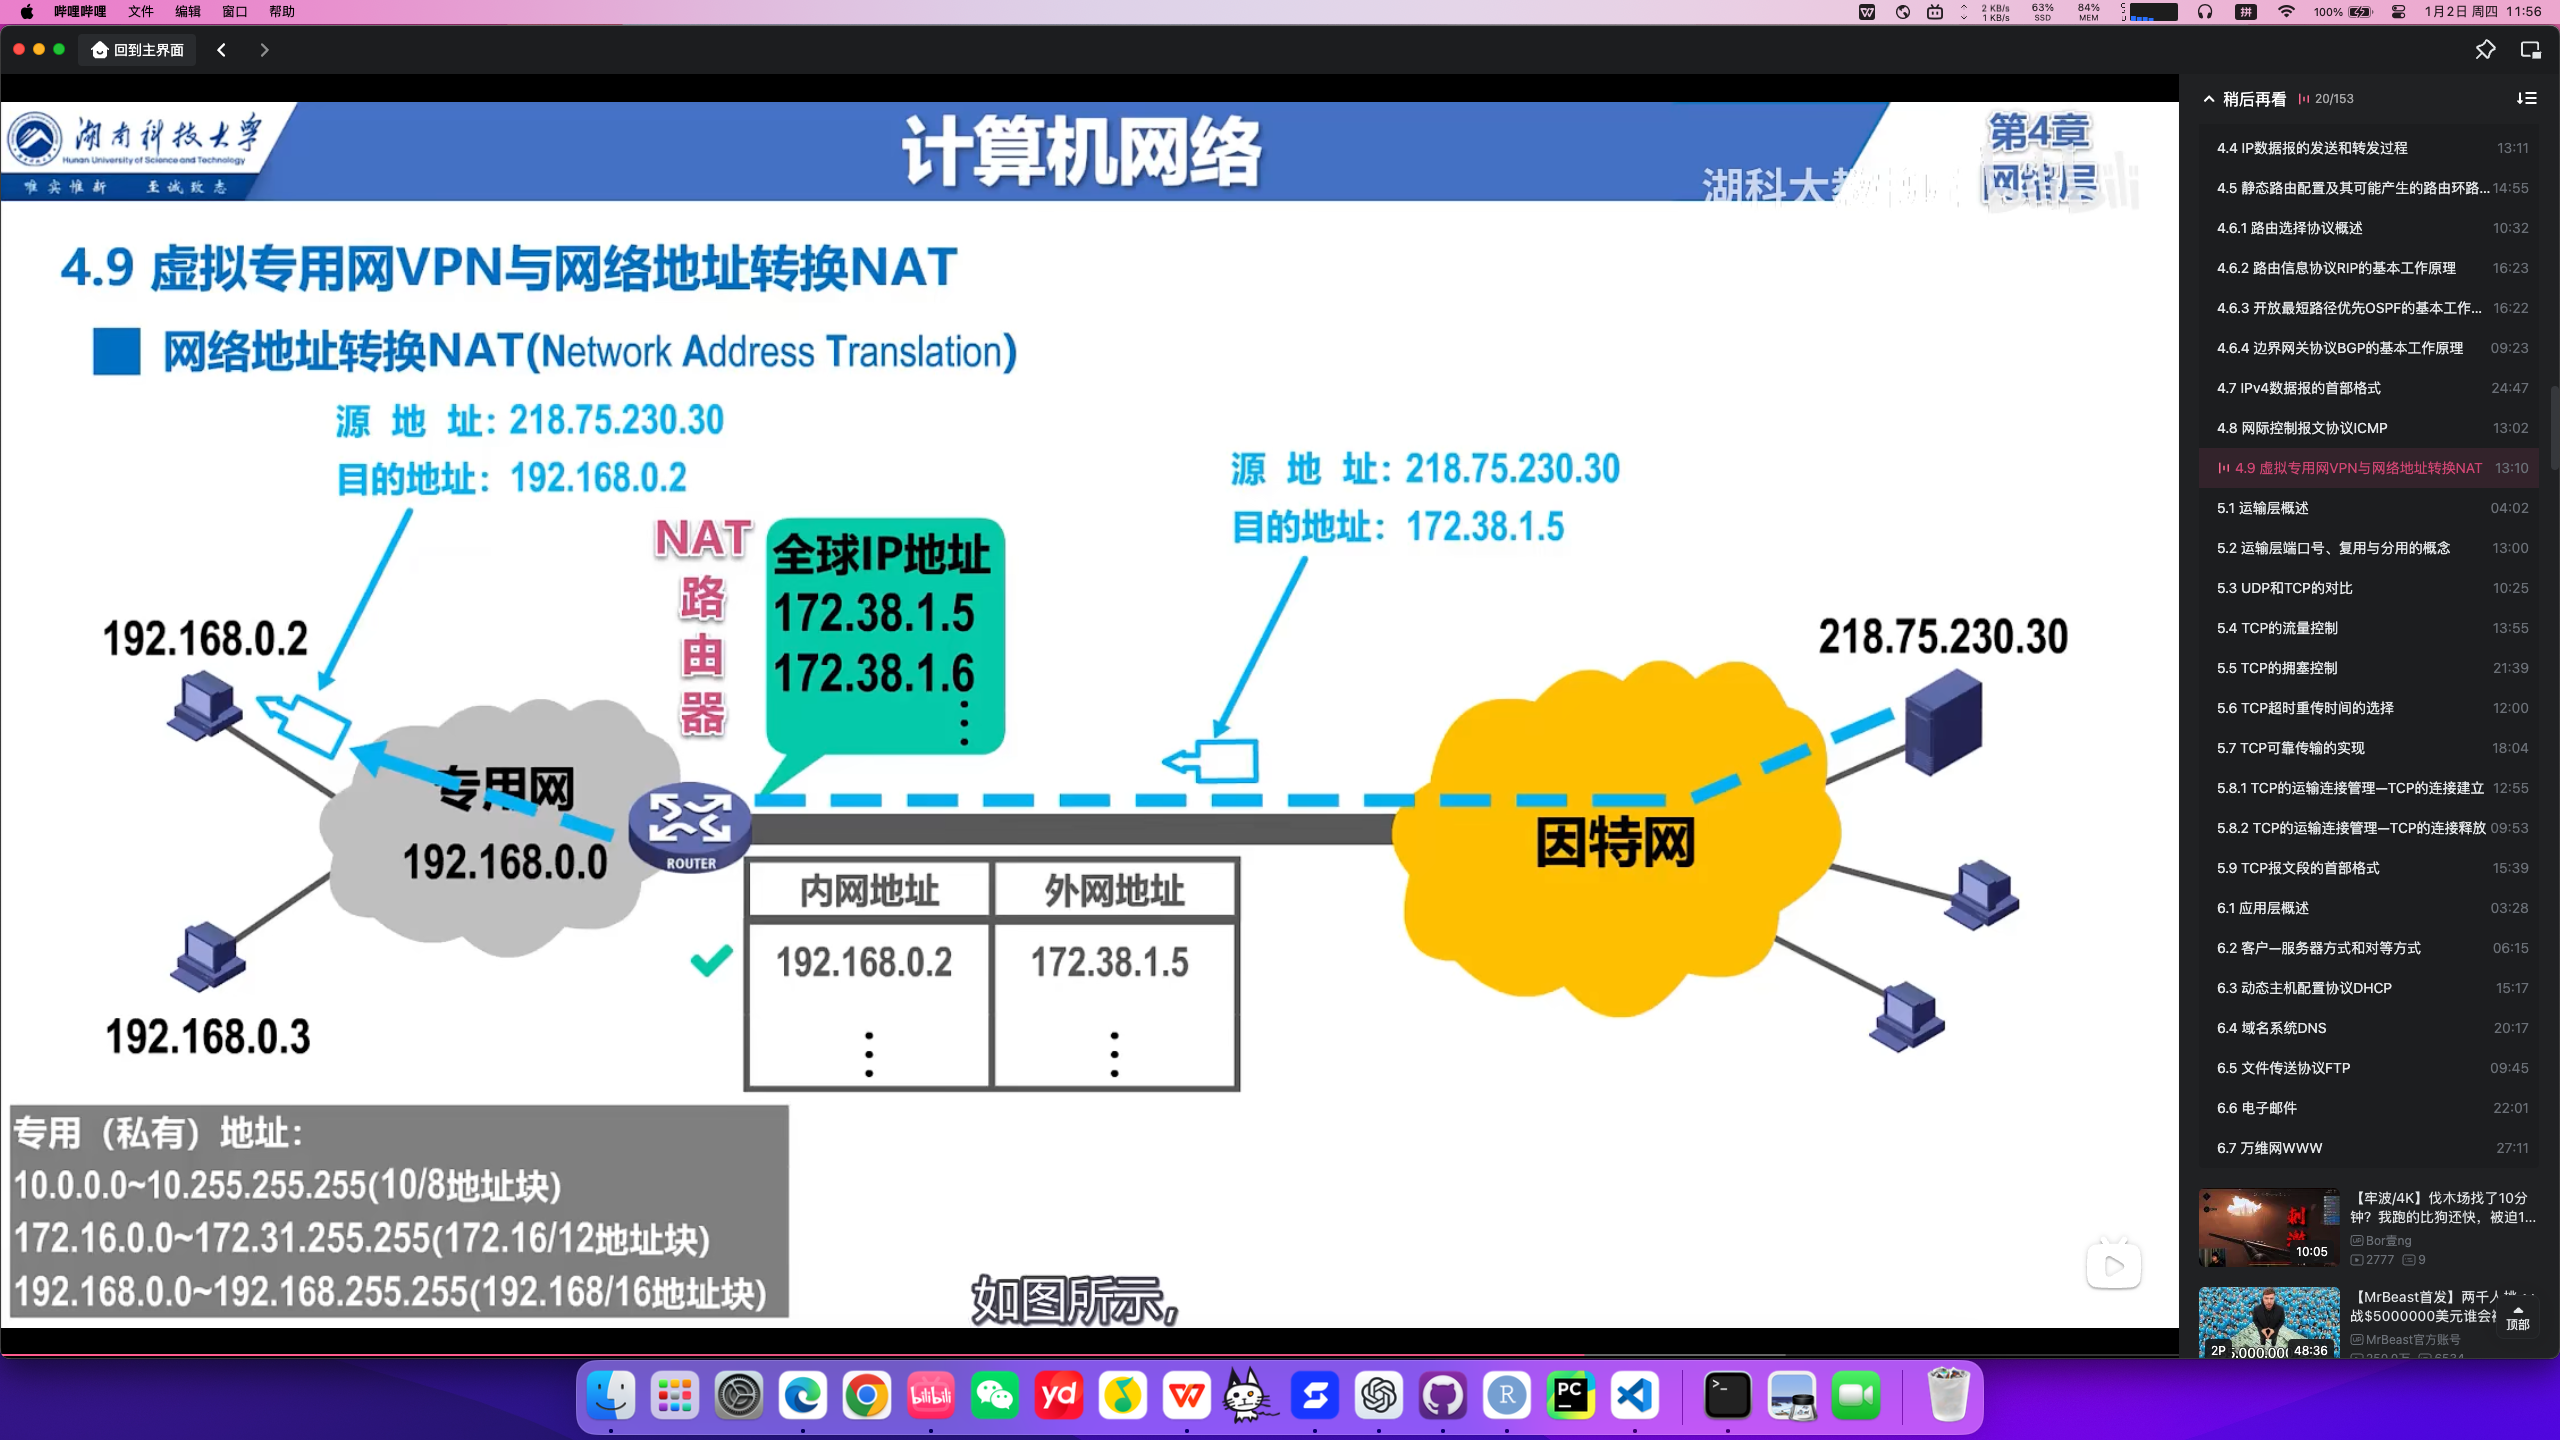 哔哩哔哩 文件 编辑 窗口 帮助
2 KB/s
1 KB/s
63%
SSD
84%
MEM
拼
100%
1月2日 周四 11:56
回到主界面
湖南科技大学
Hunan University of Science and Technology
唯实惟新 至诚致志
计算机网络
第4章
网络层
湖科大教
bilibili
4.9 虚拟专用网VPN与网络地址转换NAT
网络地址转换NAT(Network Address Translation)
源 地 址：218.75.230.30
目的地址：192.168.0.2
源 地 址：218.75.230.30
目的地址：172.38.1.5
NAT
路
由
器
全球IP地址
172.38.1.5
172.38.1.6
⋮
192.168.0.2
218.75.230.30
专用网
192.168.0.0
ROUTER
因特网
内网地址 外网地址
192.168.0.2 172.38.1.5
⋮ ⋮
192.168.0.3
专用（私有）地址：
10.0.0.0~10.255.255.255(10/8地址块)
172.16.0.0~172.31.255.255(172.16/12地址块)
192.168.0.0~192.168.255.255(192.168/16地址块)
如图所示,
稍后再看 20/153
4.4 IP数据报的发送和转发过程 13:11
4.5 静态路由配置及其可能产生的路由环路... 14:55
4.6.1 路由选择协议概述 10:32
4.6.2 路由信息协议RIP的基本工作原理 16:23
4.6.3 开放最短路径优先OSPF的基本工作... 16:22
4.6.4 边界网关协议BGP的基本工作原理 09:23
4.7 IPv4数据报的首部格式 24:47
4.8 网际控制报文协议ICMP 13:02
4.9 虚拟专用网VPN与网络地址转换NAT 13:10
5.1 运输层概述 04:02
5.2 运输层端口号、复用与分用的概念 13:00
5.3 UDP和TCP的对比 10:25
5.4 TCP的流量控制 13:55
5.5 TCP的拥塞控制 21:39
5.6 TCP超时重传时间的选择 12:00
5.7 TCP可靠传输的实现 18:04
5.8.1 TCP的运输连接管理—TCP的连接建立 12:55
5.8.2 TCP的运输连接管理—TCP的连接释放 09:53
5.9 TCP报文段的首部格式 15:39
6.1 应用层概述 03:28
6.2 客户—服务器方式和对等方式 06:15
6.3 动态主机配置协议DHCP 15:17
6.4 域名系统DNS 20:17
6.5 文件传送协议FTP 09:45
6.6 电子邮件 22:01
6.7 万维网WWW 27:11
【牢波/4K】伐木场找了10分
钟？我跑的比狗还快，被迫1...
UP Bor壹ng
2777 9
10:05
【MrBeast首发】两千人挑
战$5000000美元谁会
UP MrBeast官方账号
2P 48:36
顶部
bilibili
yd
PC
R